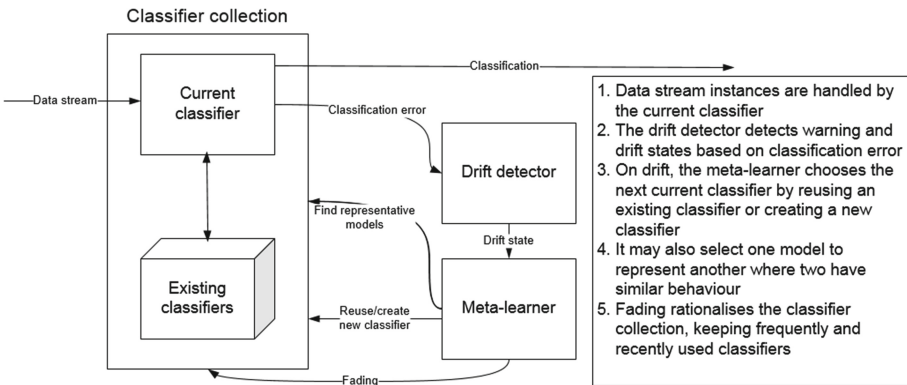 Classifier collection
Classification
Data stream
Current
classifier
Classification error
Drift detector
Find representative
models
Drift state
Existing
classifiers
Reuse/create
new classifier
Meta-learner
Fading
1. Data stream instances are handled by
the current classifier
2. The drift detector detects warning and
drift states based on classification error
3. On drift, the meta-learner chooses the
next current classifier by reusing an
existing classifier or creating a new
classifier
4. It may also select one model to
represent another where two have
similar behaviour
5. Fading rationalises the classifier
collection, keeping frequently and
recently used classifiers